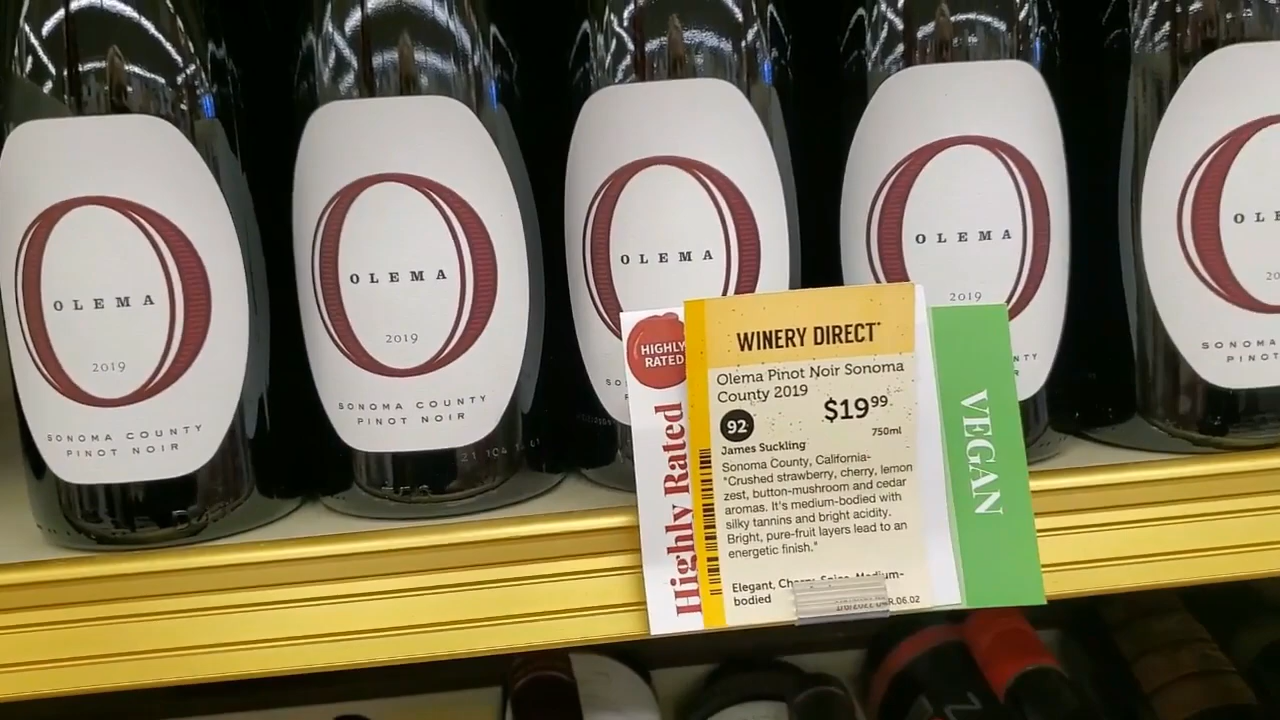 OLEMA
2019
SONOMA COUNTY
PINOT NOIR
OLEMA
2019
SONOMA COUNTY
PINOT NOIR
OLEMA
OLEMA
2019
HIGHLY
RATED
Highly Rated
WINERY DIRECT
Olema Pinot Noir Sonoma
County 2019
$19.99
92
750ml
James Suckling
Sonoma County, California-
"Crushed strawberry, cherry, lemon
zest, button-mushroom and cedar
aromas. It's medium-bodied with
silky tannins and bright acidity.
Bright, pure-fruit layers lead to an
energetic finish."
Elegant, Cherry, Spice, Medium-
bodied
VEGAN